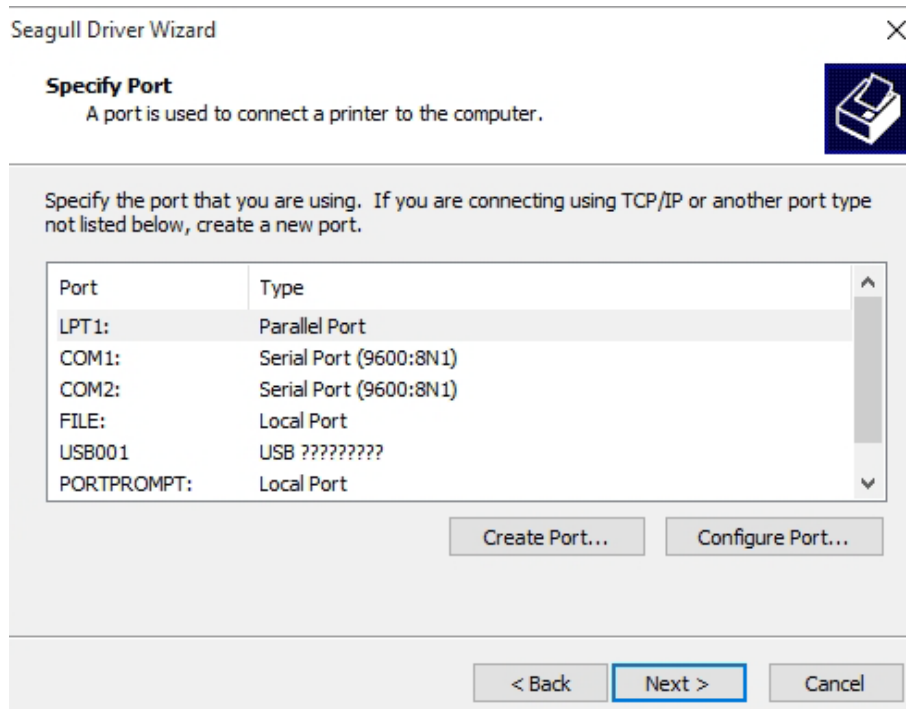 Seagull Driver Wizard
Specify Port
A port is used to connect a printer to the computer.
Specify the port that you are using. If you are connecting using TCP/IP or another port type
not listed below, create a new port.
Port Type
LPT1: Parallel Port
COM1: Serial Port (9600:8N1)
COM2: Serial Port (9600:8N1)
FILE: Local Port
USB001 USB ?????????
PORTPROMPT: Local Port
Create Port... Configure Port...
< Back Next > Cancel